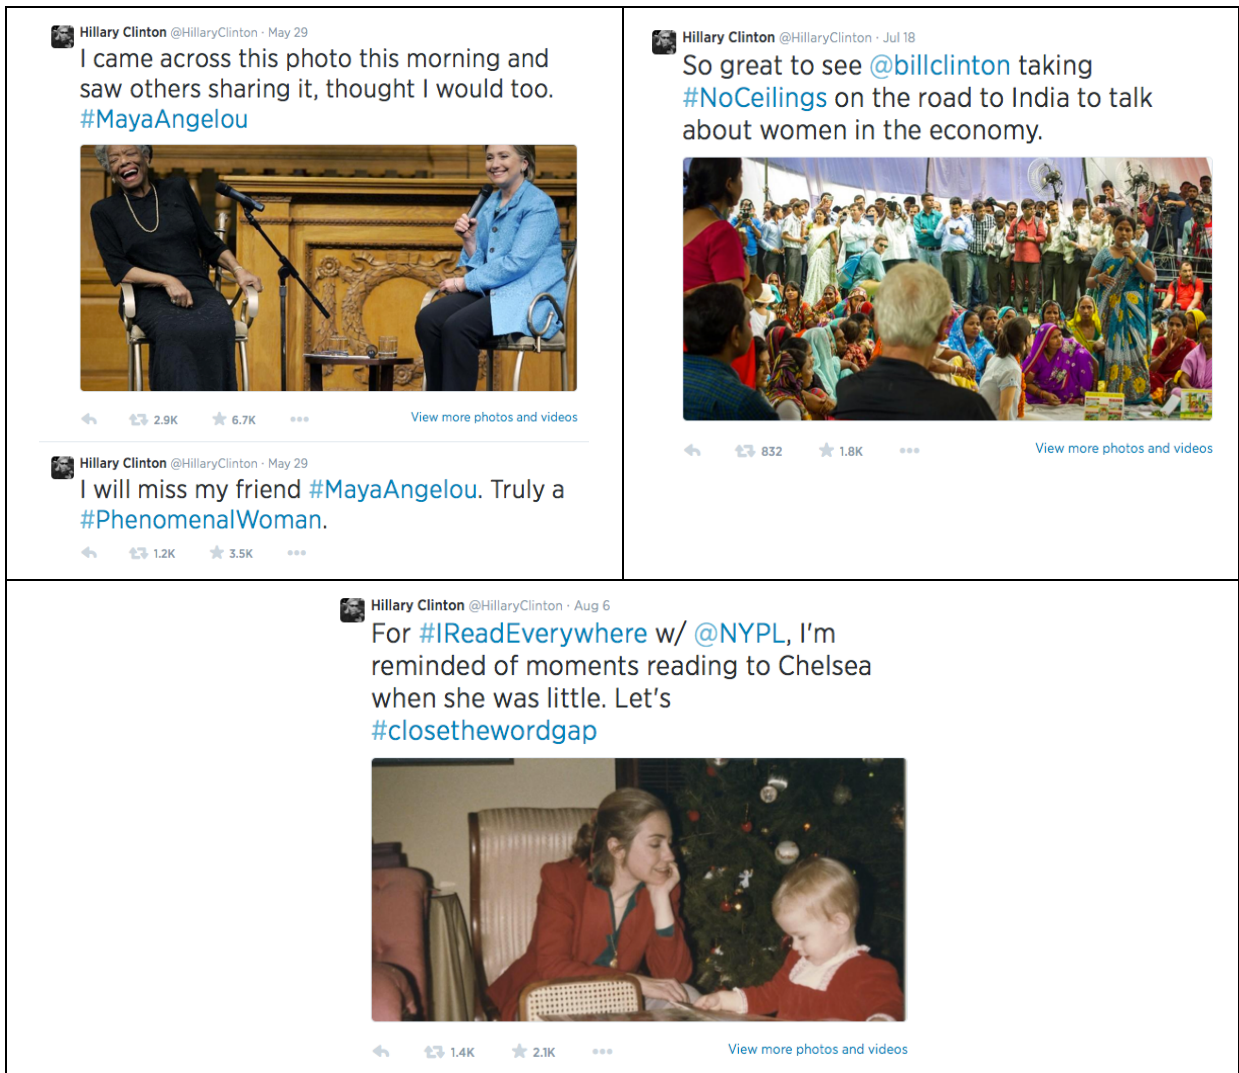 Hillary Clinton @HillaryClinton · May 29
I came across this photo this morning and
saw others sharing it, thought I would too.
#MayaAngelou
2.9K 6.7K View more photos and videos
Hillary Clinton @HillaryClinton · May 29
I will miss my friend #MayaAngelou. Truly a
#PhenomenalWoman.
1.2K 3.5K
Hillary Clinton @HillaryClinton · Jul 18
So great to see @billclinton taking
#NoCeilings on the road to India to talk
about women in the economy.
832 1.8K View more photos and videos
Hillary Clinton @HillaryClinton · Aug 6
For #IReadEverywhere w/ @NYPL, I'm
reminded of moments reading to Chelsea
when she was little. Let's
#closethewordgap
1.4K 2.1K View more photos and videos